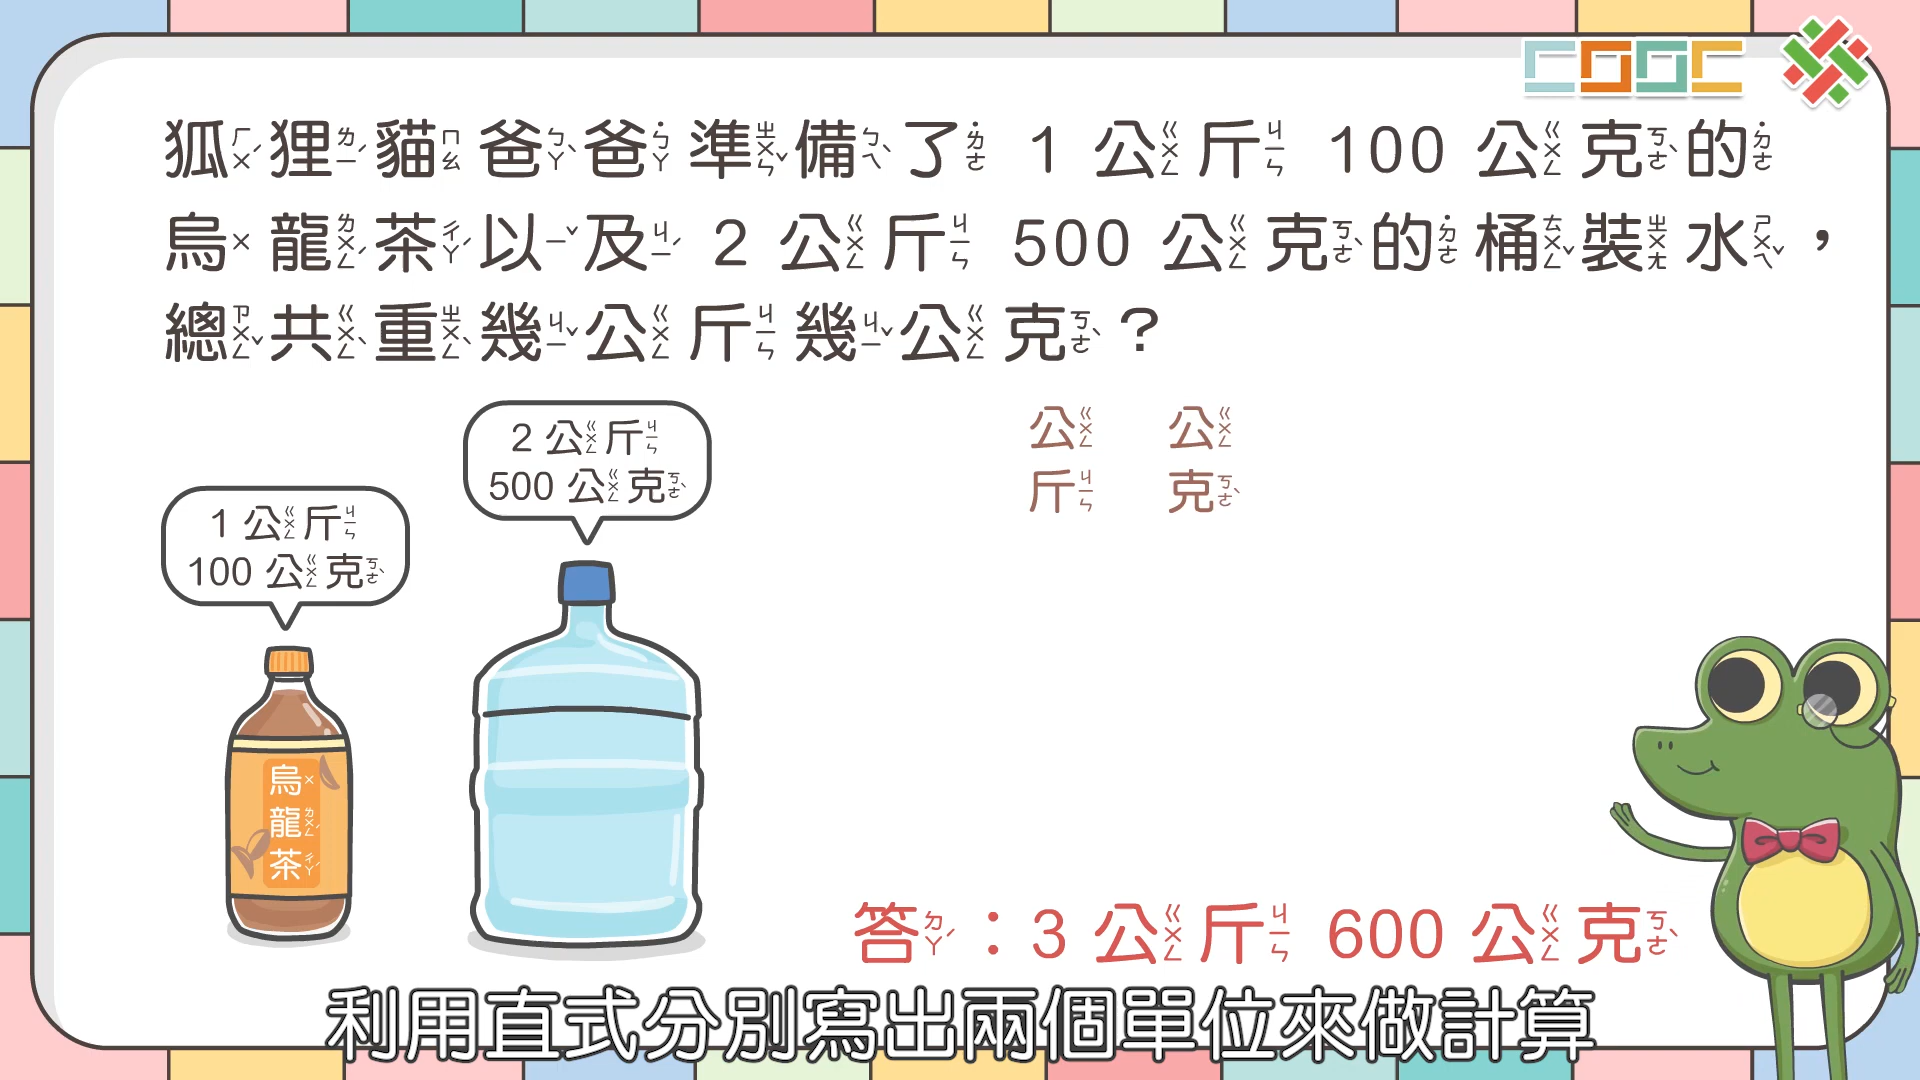 COOC
狐狸貓爸爸準備了 1 公斤 100 公克的
烏龍茶以及 2 公斤 500 公克的桶裝水，
總共重幾公斤幾公克？
2 公斤
500 公克
1 公斤
100 公克
公斤 公克
烏龍茶
答：3 公斤 600 公克
利用直式分別寫出兩個單位來做計算